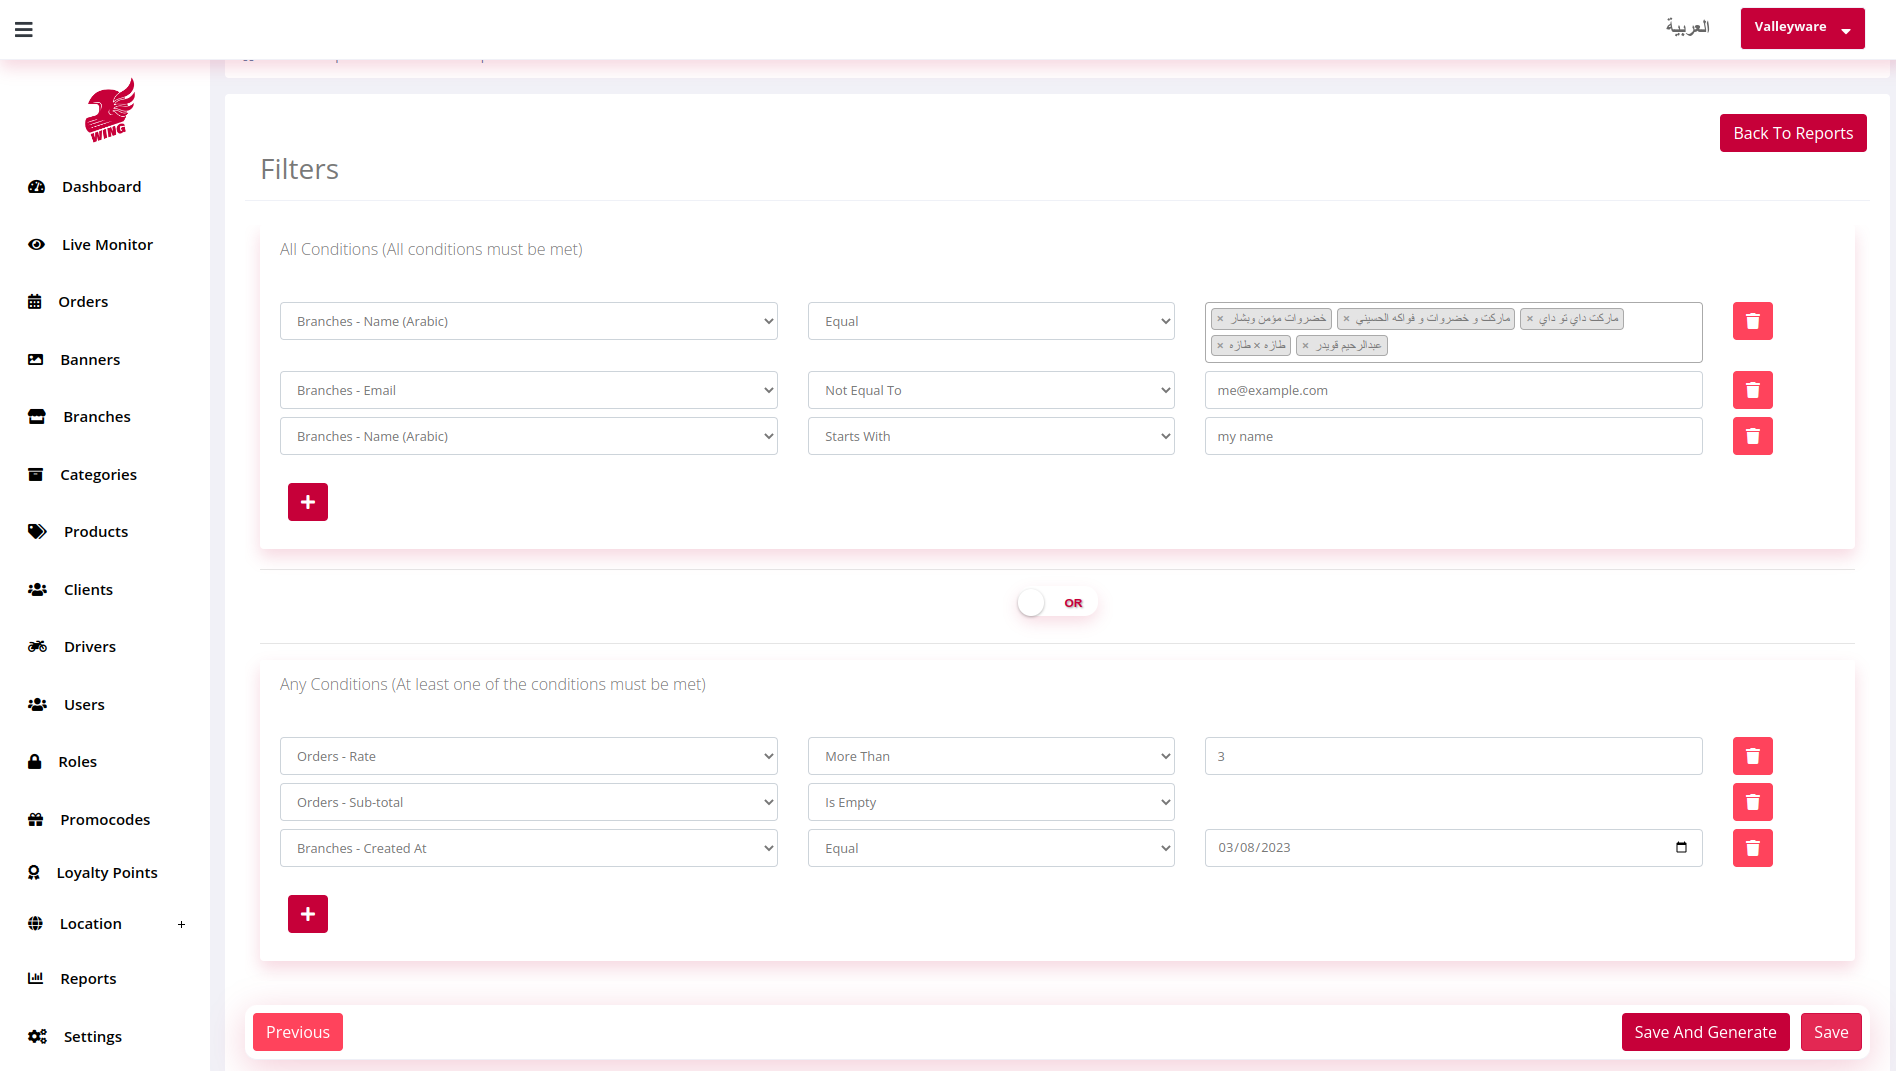 العربية
Valleyware
WING
Dashboard
Live Monitor
Orders
Banners
Branches
Categories
Products
Clients
Drivers
Users
Roles
Promocodes
Loyalty Points
Location +
Reports
Settings
Back To Reports
Filters
All Conditions (All conditions must be met)
Branches - Name (Arabic)
Equal
× خضروات مؤمن وبشار × ماركت و خضروات و فواكه الحسيني × ماركت داي تو داي
× طازه × طازه × عبدالرحيم قويدر
Branches - Email
Not Equal To
me@example.com
Branches - Name (Arabic)
Starts With
my name
+
OR
Any Conditions (At least one of the conditions must be met)
Orders - Rate
More Than
3
Orders - Sub-total
Is Empty
Branches - Created At
Equal
03/08/2023
+
Previous
Save And Generate
Save